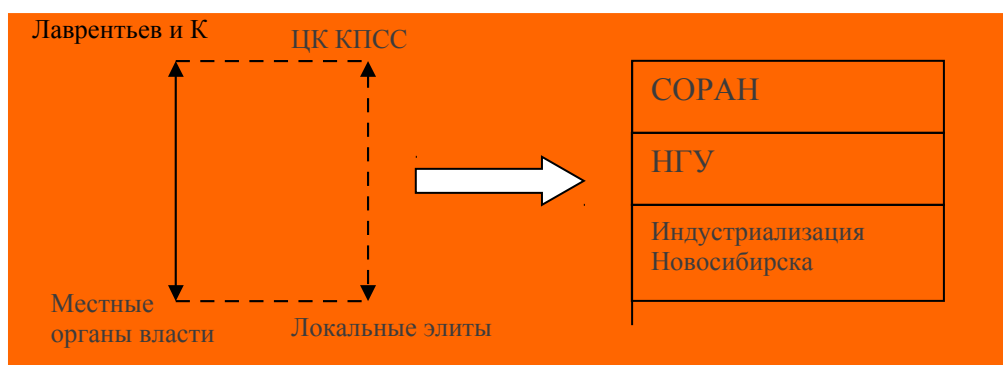 Лаврентьев и К
ЦК КПСС
Местные
органы власти
Локальные элиты
СОРАН
НГУ
Индустриализация
Новосибирска